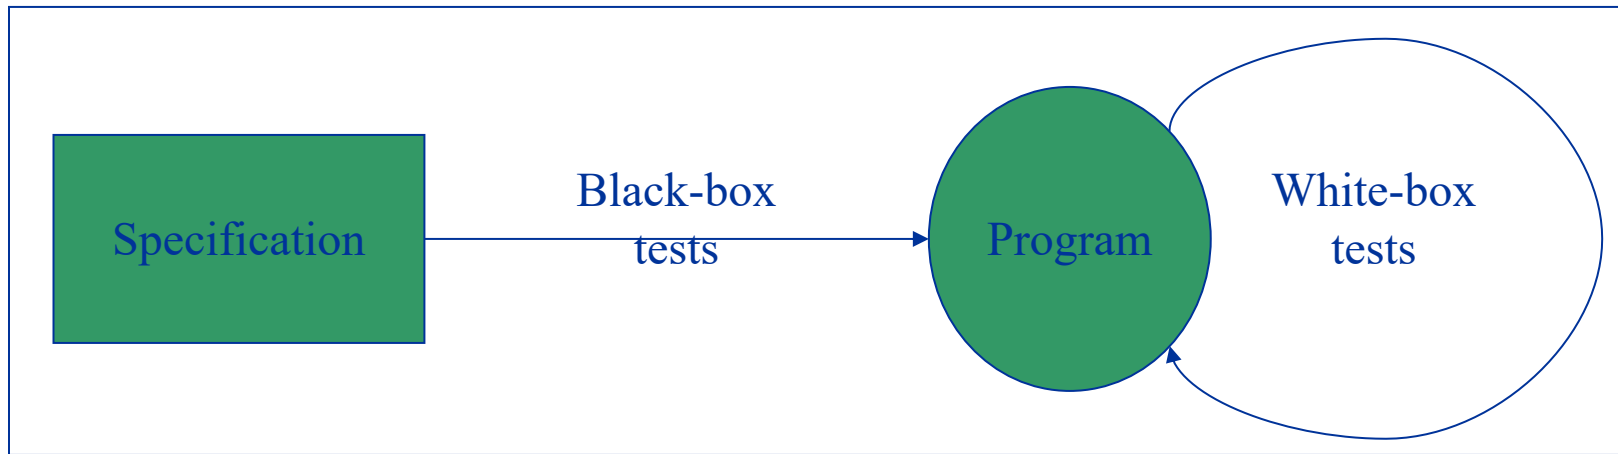 Specification
Black-box
tests
Program
White-box
tests